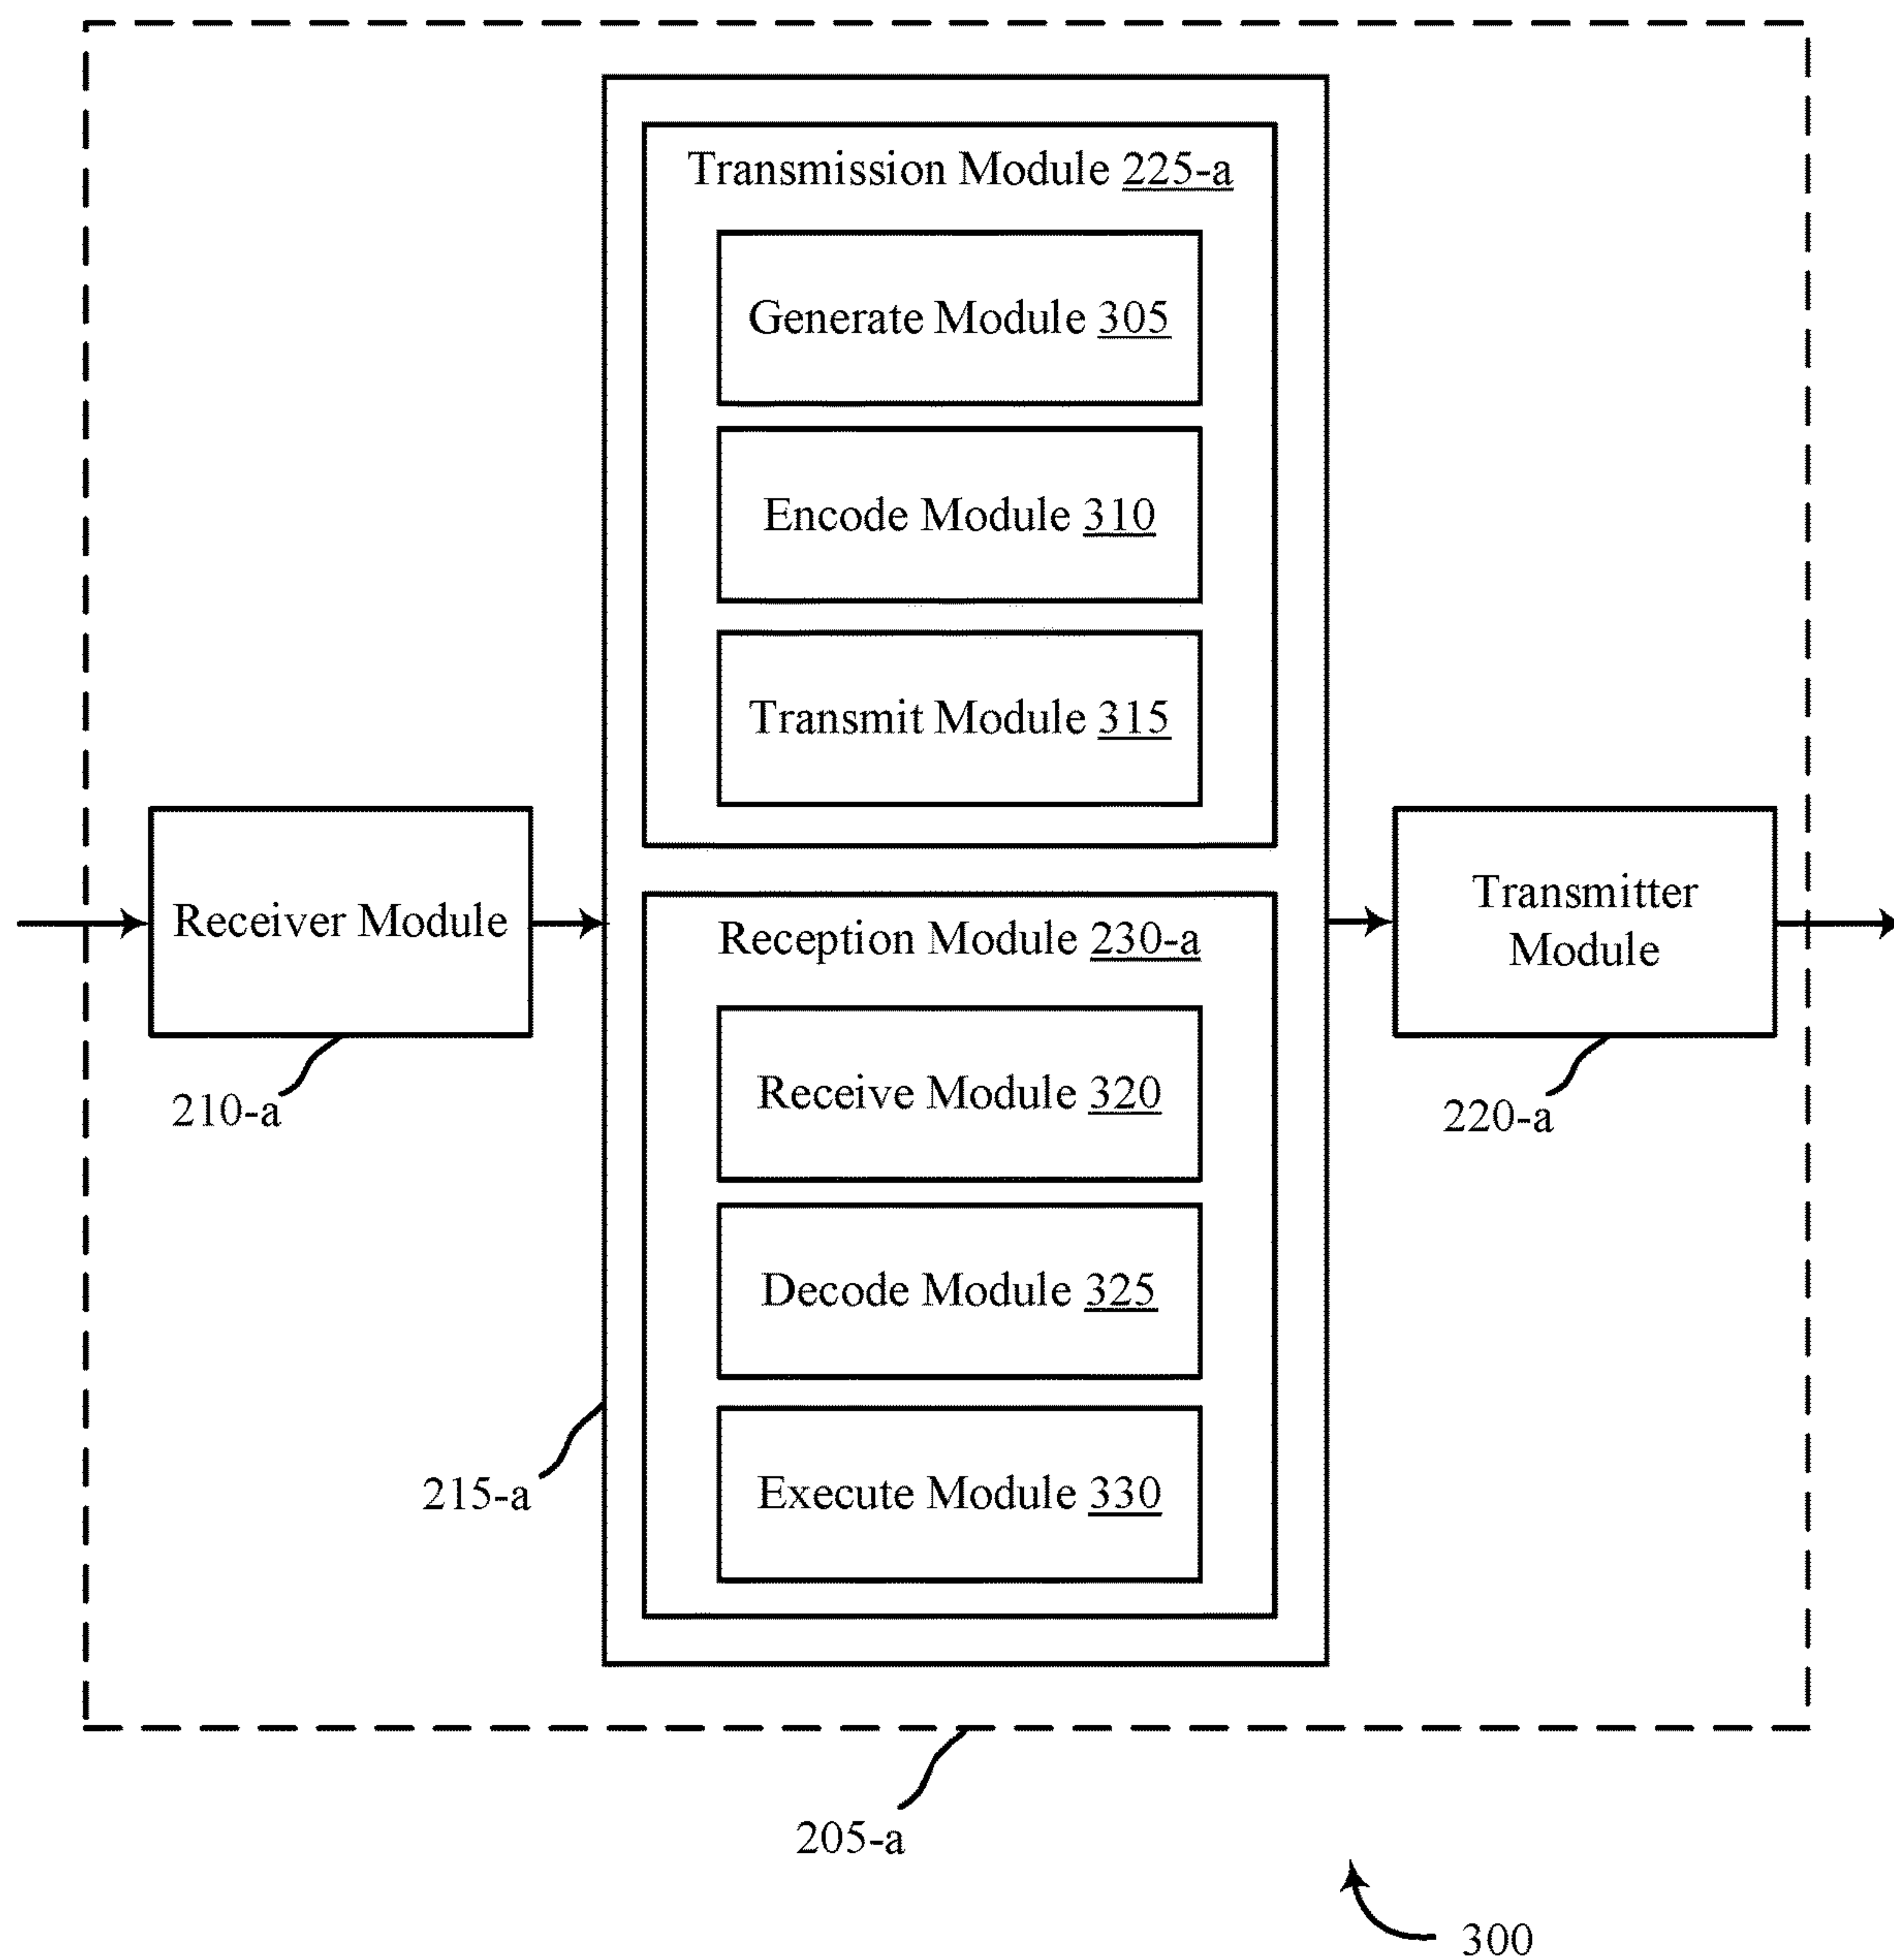 Transmission Module 225-a
Generate Module 305
Encode Module 310
Transmit Module 315
Receiver Module
210-a
Reception Module 230-a
Receive Module 320
Decode Module 325
Execute Module 330
215-a
Transmitter
Module
220-a
205-a
300